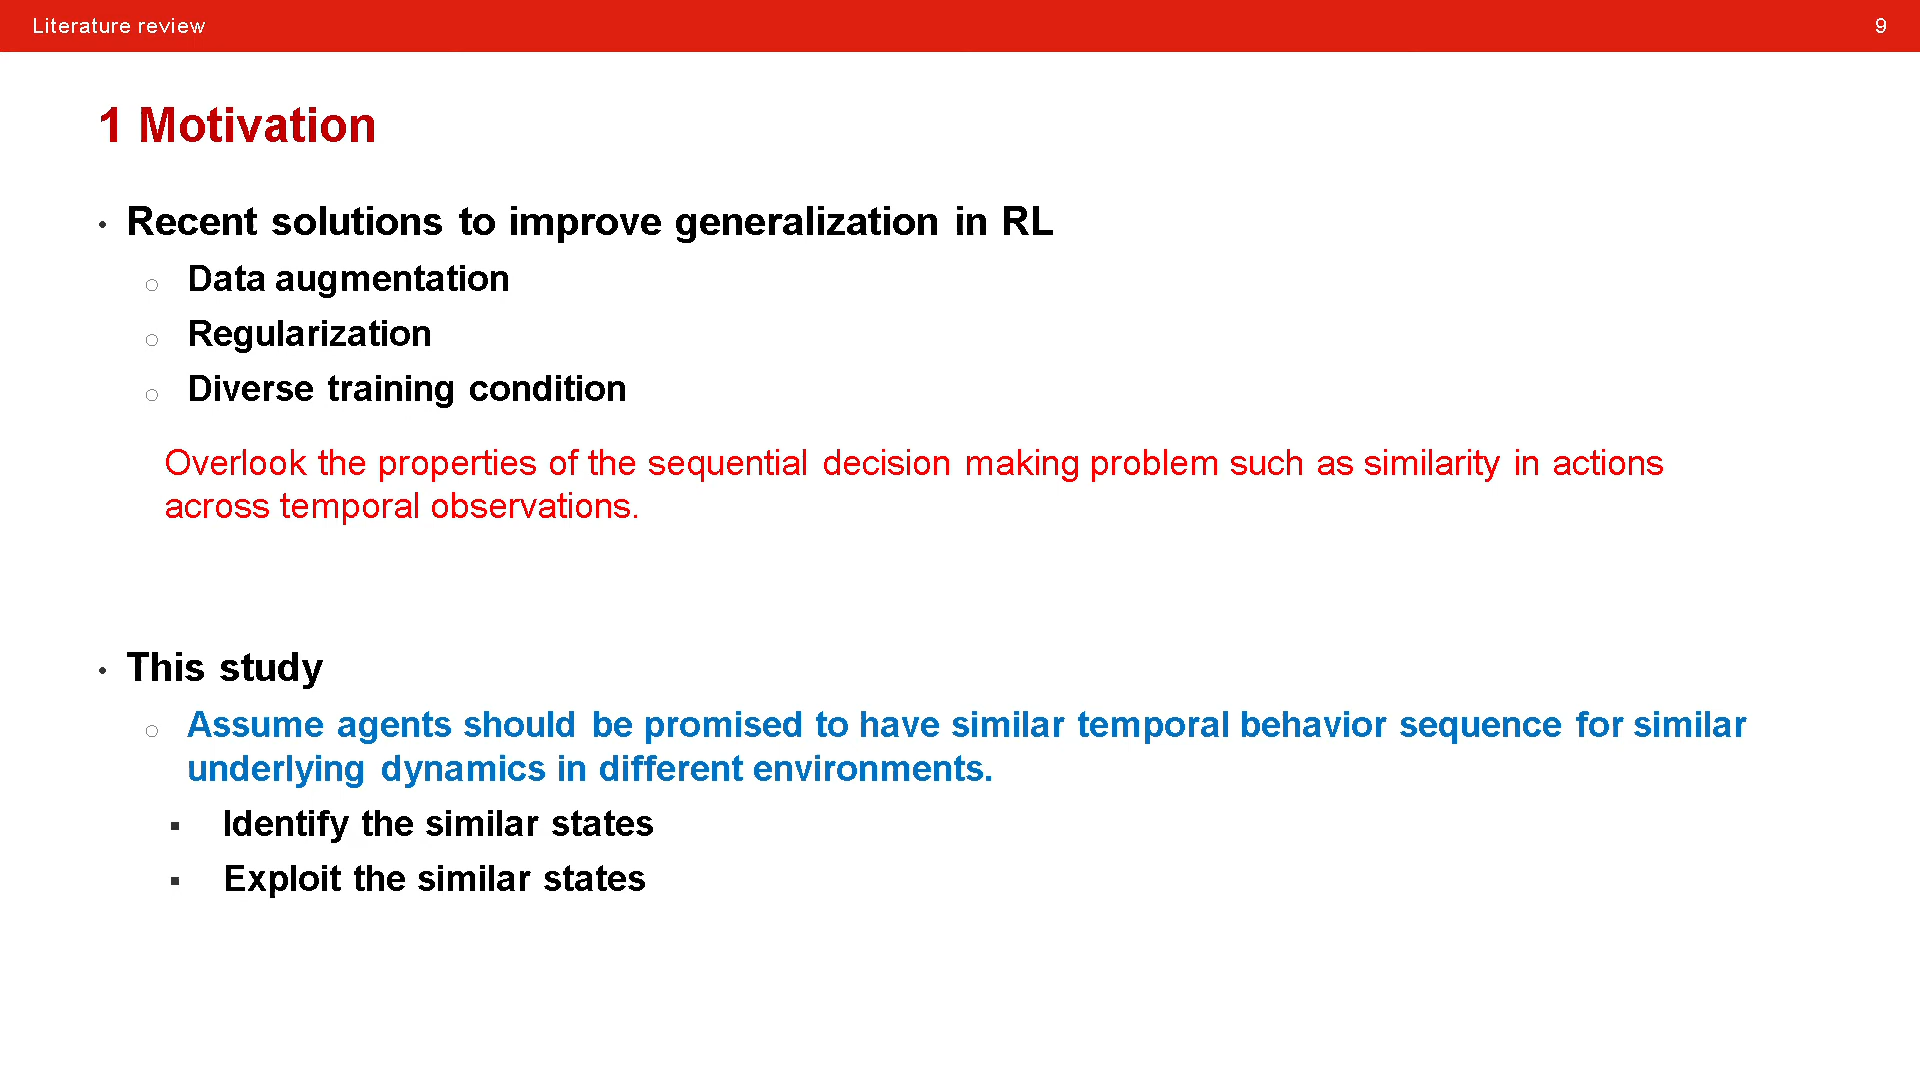 Literature review 9
1 Motivation
• Recent solutions to improve generalization in RL
o Data augmentation
o Regularization
o Diverse training condition
Overlook the properties of the sequential decision making problem such as similarity in actions
across temporal observations.
• This study
o Assume agents should be promised to have similar temporal behavior sequence for similar
underlying dynamics in different environments.
▪ Identify the similar states
▪ Exploit the similar states